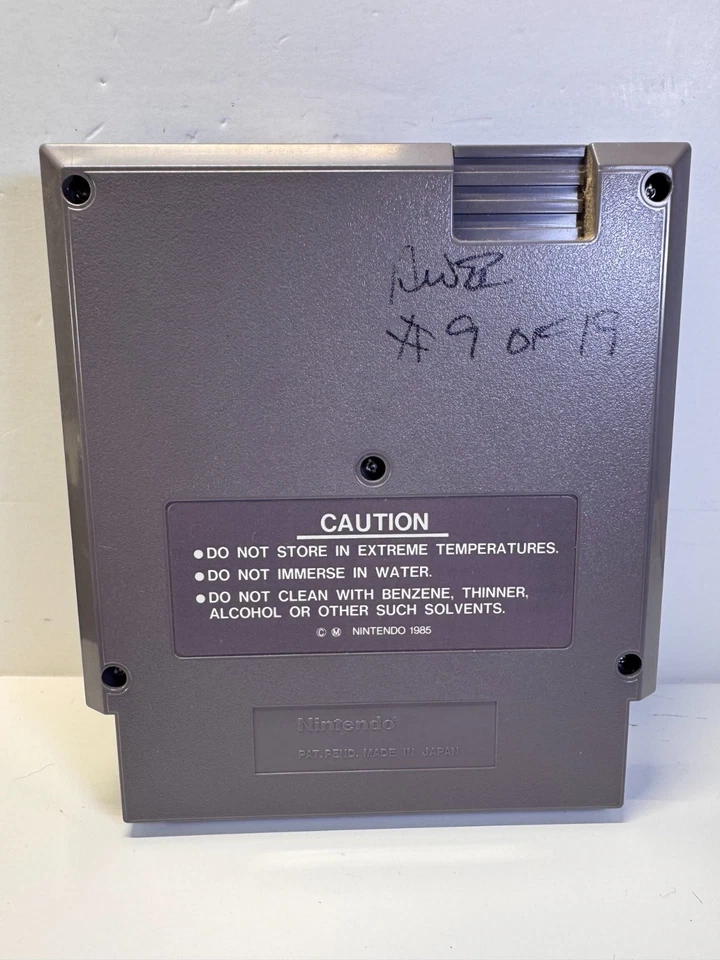 # 9 OF 19
CAUTION
• DO NOT STORE IN EXTREME TEMPERATURES.
• DO NOT IMMERSE IN WATER.
• DO NOT CLEAN WITH BENZENE, THINNER,
ALCOHOL OR OTHER SUCH SOLVENTS.
© Ⓜ NINTENDO 1985
Nintendo®
PAT. PEND. MADE IN JAPAN